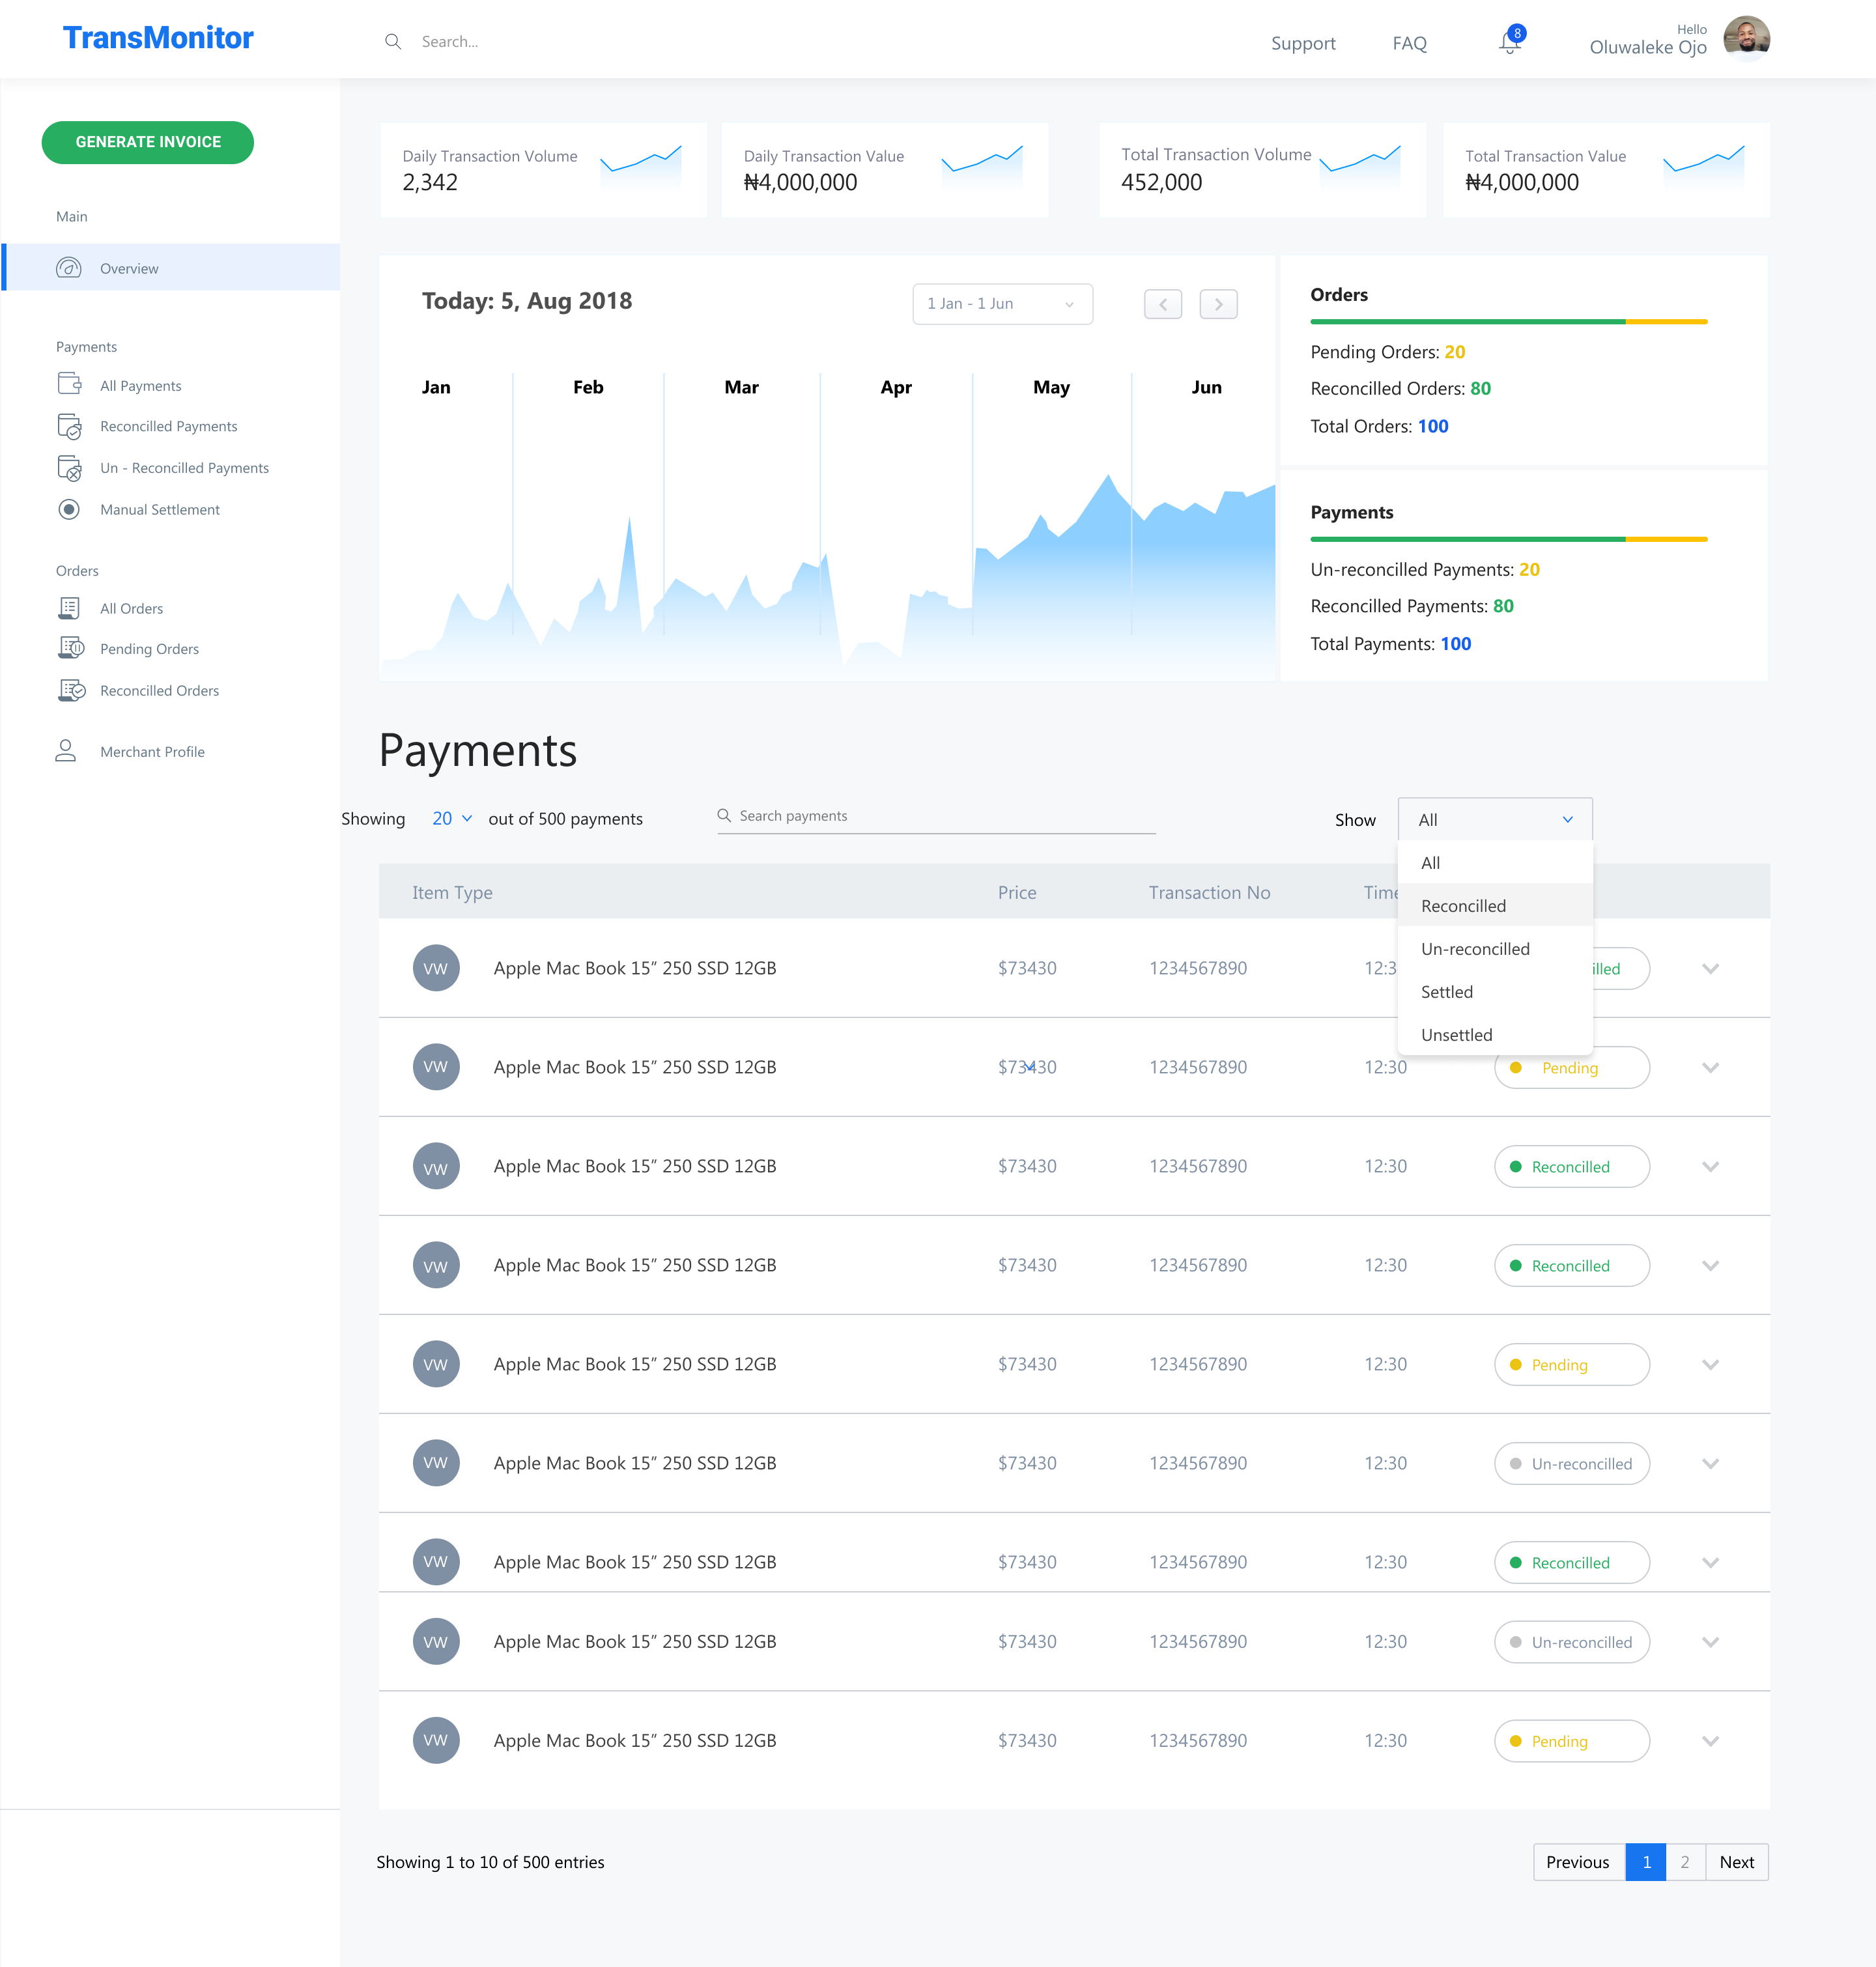 TransMonitor
Search...
Support
FAQ
8
Hello
Oluwaleke Ojo
GENERATE INVOICE
Main
Overview
Payments
All Payments
Reconcilled Payments
Un - Reconcilled Payments
Manual Settlement
Orders
All Orders
Pending Orders
Reconcilled Orders
Merchant Profile
Daily Transaction Volume
2,342
Daily Transaction Value
₦4,000,000
Total Transaction Volume
452,000
Total Transaction Value
₦4,000,000
Today: 5, Aug 2018
1 Jan - 1 Jun
Jan Feb Mar Apr May Jun
Orders
Pending Orders: 20
Reconcilled Orders: 80
Total Orders: 100
Payments
Un-reconcilled Payments: 20
Reconcilled Payments: 80
Total Payments: 100
Payments
Showing 20 out of 500 payments
Search payments
Show All
All
Reconcilled
Un-reconcilled
Settled
Unsettled
Item Type Price Transaction No Time
VW Apple Mac Book 15” 250 SSD 12GB $73430 1234567890 12:3 illed
VW Apple Mac Book 15” 250 SSD 12GB $73430 1234567890 12:30 Pending
VW Apple Mac Book 15” 250 SSD 12GB $73430 1234567890 12:30 Reconcilled
VW Apple Mac Book 15” 250 SSD 12GB $73430 1234567890 12:30 Reconcilled
VW Apple Mac Book 15” 250 SSD 12GB $73430 1234567890 12:30 Pending
VW Apple Mac Book 15” 250 SSD 12GB $73430 1234567890 12:30 Un-reconcilled
VW Apple Mac Book 15” 250 SSD 12GB $73430 1234567890 12:30 Reconcilled
VW Apple Mac Book 15” 250 SSD 12GB $73430 1234567890 12:30 Un-reconcilled
VW Apple Mac Book 15” 250 SSD 12GB $73430 1234567890 12:30 Pending
Showing 1 to 10 of 500 entries
Previous 1 2 Next